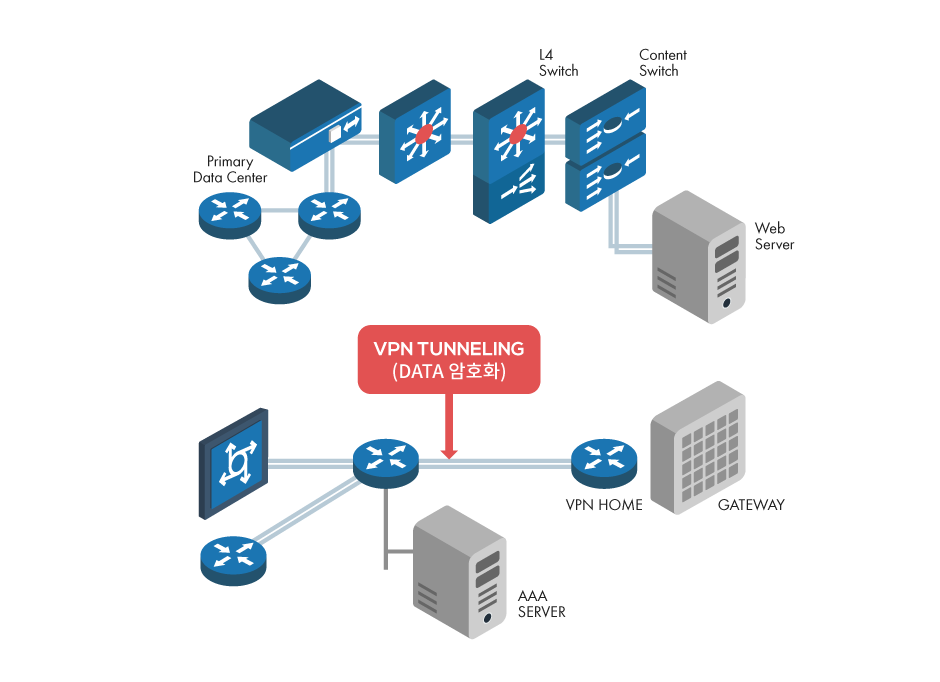 L4
Switch
Content
Switch
Primary
Data Center
Web
Server
VPN TUNNELING
(DATA 암호화)
VPN HOME
GATEWAY
AAA
SERVER